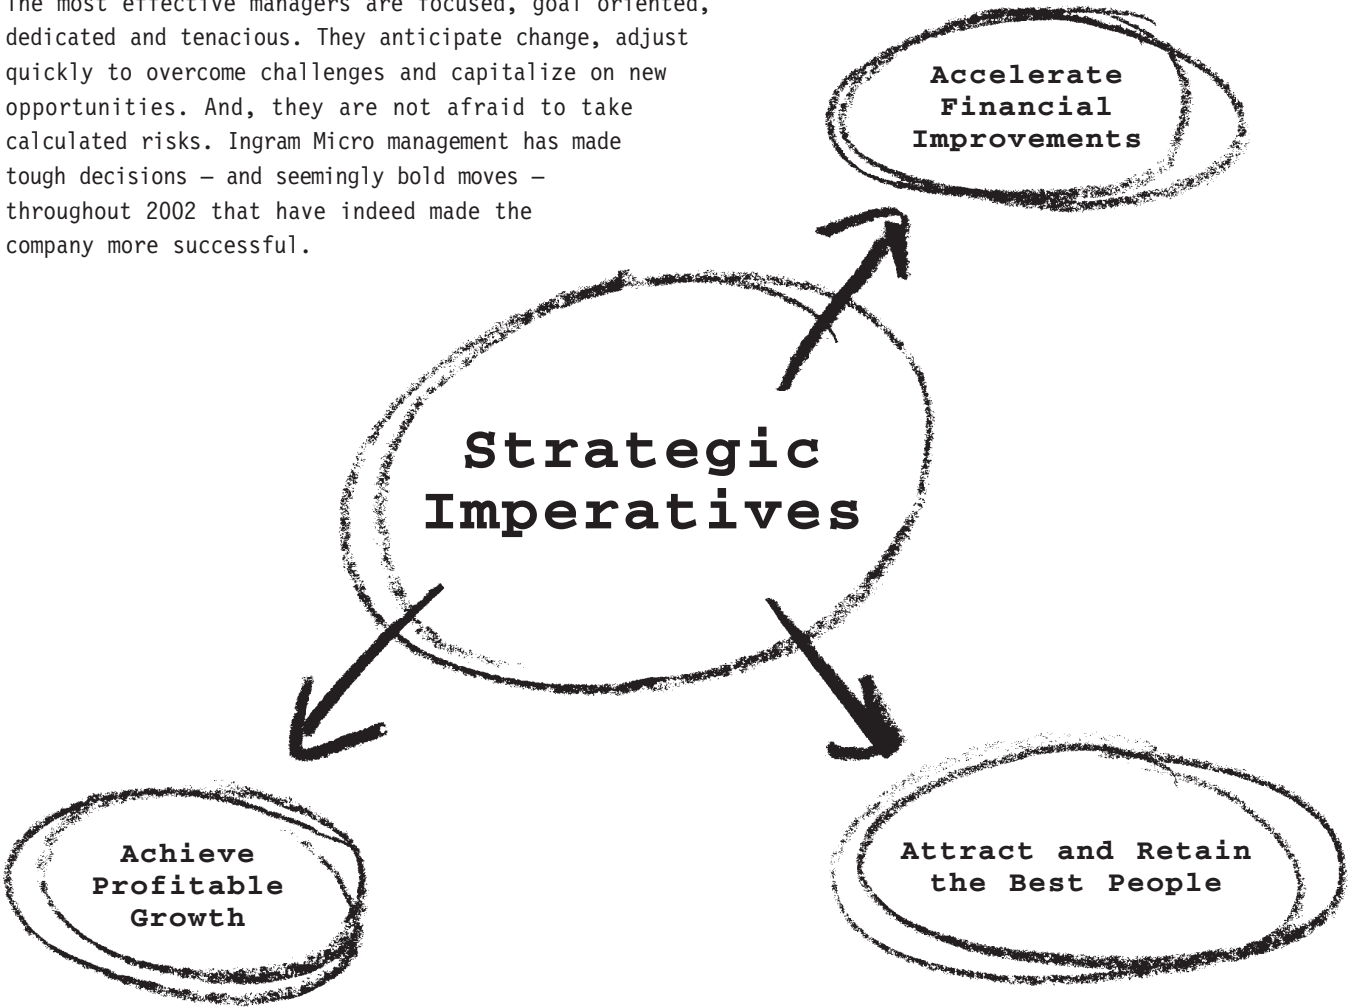 The most effective managers are focused, goal oriented,
dedicated and tenacious. They anticipate change, adjust
quickly to overcome challenges and capitalize on new
opportunities. And, they are not afraid to take
calculated risks. Ingram Micro management has made
tough decisions – and seemingly bold moves –
throughout 2002 that have indeed made the
company more successful.
Accelerate
Financial
Improvements
Strategic
Imperatives
Achieve
Profitable
Growth
Attract and Retain
the Best People